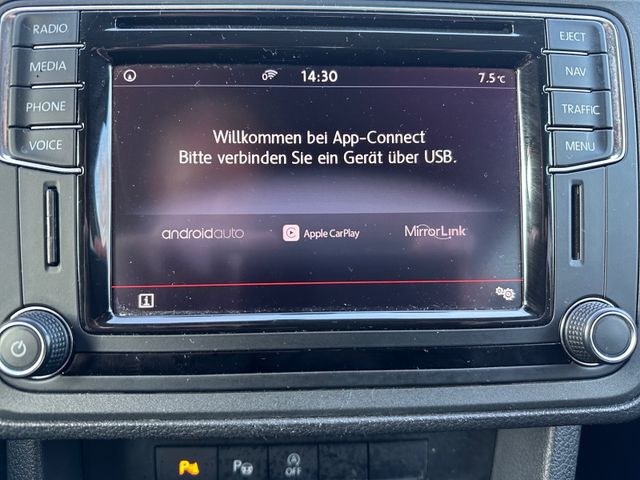 RADIO
MEDIA
PHONE
VOICE
EJECT
NAV
TRAFFIC
MENU
0
14:30
7.5°C
Willkommen bei App-Connect
Bitte verbinden Sie ein Gerät über USB.
androidauto
Apple CarPlay
MirrorLink
i
P
P
A
OFF